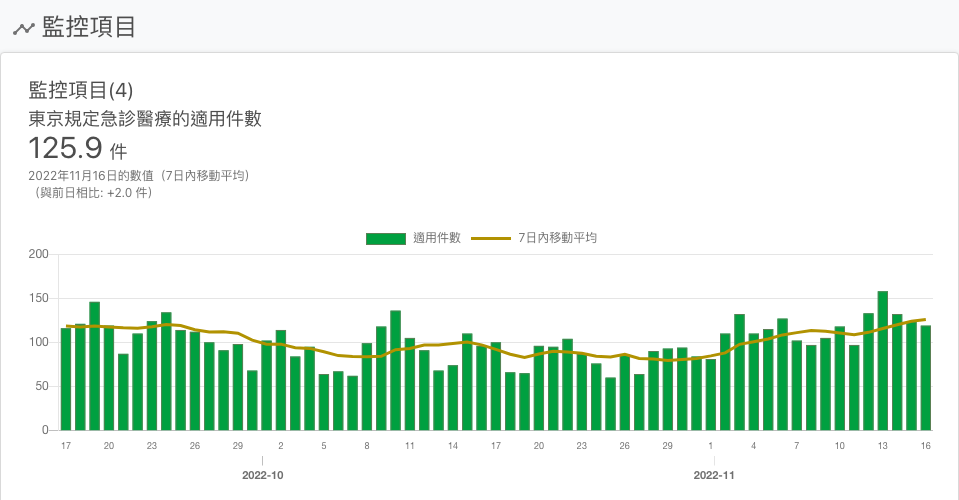 監控項目
監控項目(4)
東京規定急診醫療的適用件數
125.9 件
2022年11月16日的數值（7日內移動平均）
（與前日相比: +2.0 件）
適用件數 7日內移動平均
200
150
100
50
0
17 20 23 26 29 2 5 8 11 14 17 20 23 26 29 1 4 7 10 13 16
2022-10 2022-11